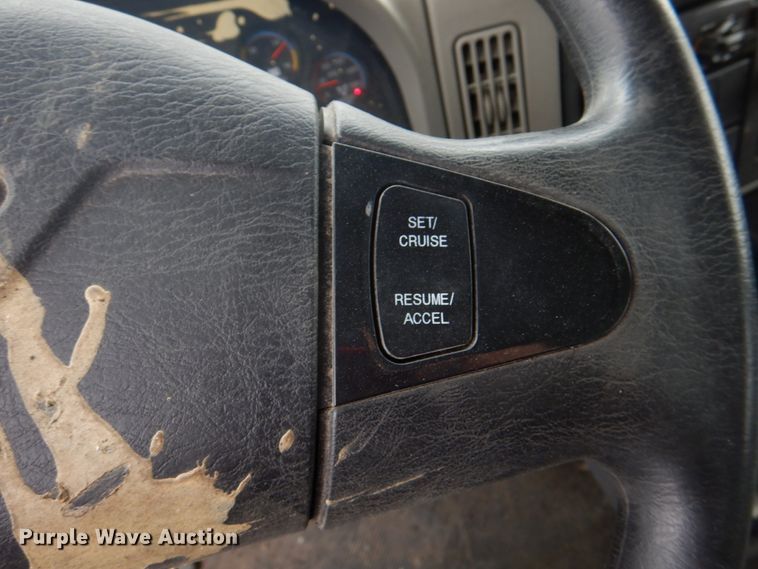 SET/
CRUISE
RESUME/
ACCEL
Purple Wave Auction